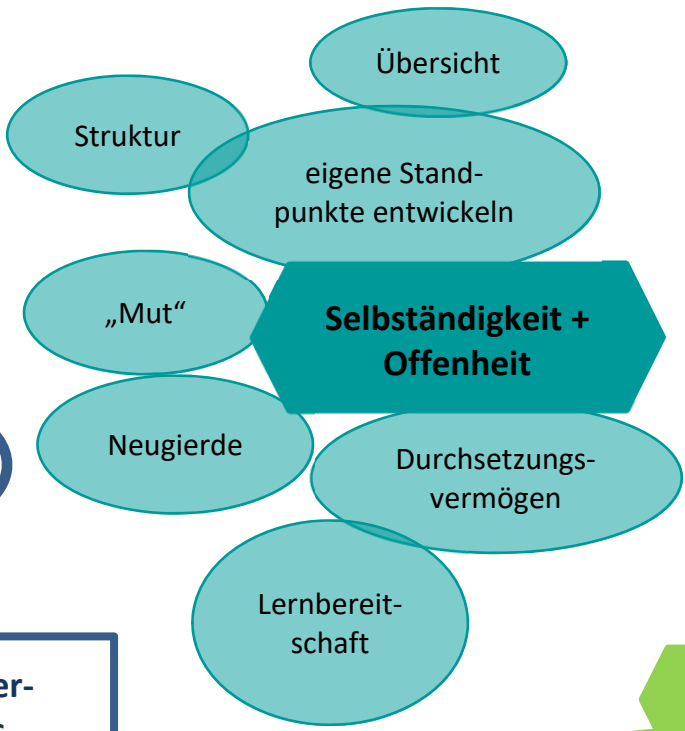 Übersicht
Struktur
eigene Stand-
punkte entwickeln
„Mut“
Selbständigkeit +
Offenheit
Neugierde
Durchsetzungs-
vermögen
Lernbereit-
schaft
er-